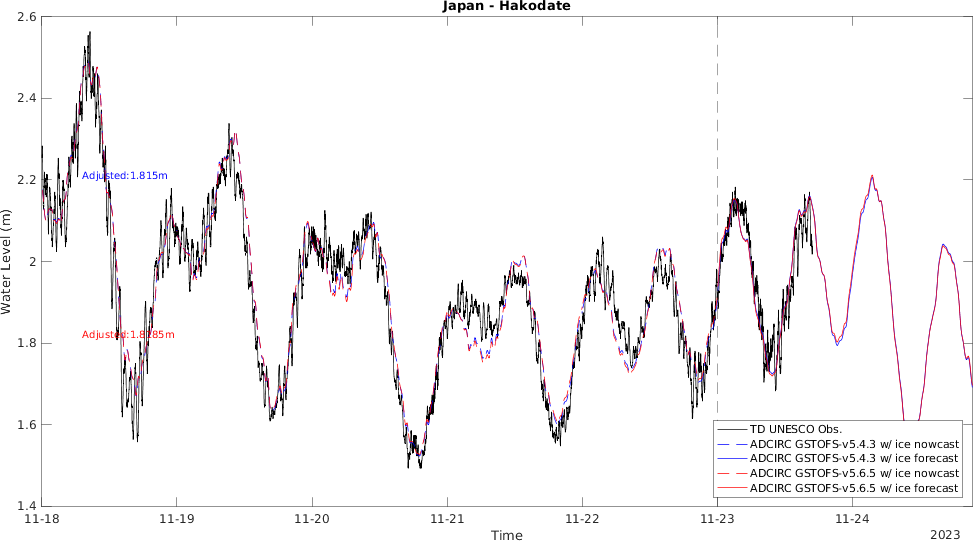 Japan - Hakodate
2.6
2.4
2.2
2
1.8
1.6
1.4
Water Level (m)
Adjusted:1.815m
TD UNESCO Obs.
ADCIRC GSTOFS-v5.4.3 w/ ice nowcast
ADCIRC GSTOFS-v5.4.3 w/ ice forecast
ADCIRC GSTOFS-v5.6.5 w/ ice nowcast
ADCIRC GSTOFS-v5.6.5 w/ ice forecast
11-18
11-19
11-20
11-21
11-22
11-23
11-24
Time
2023